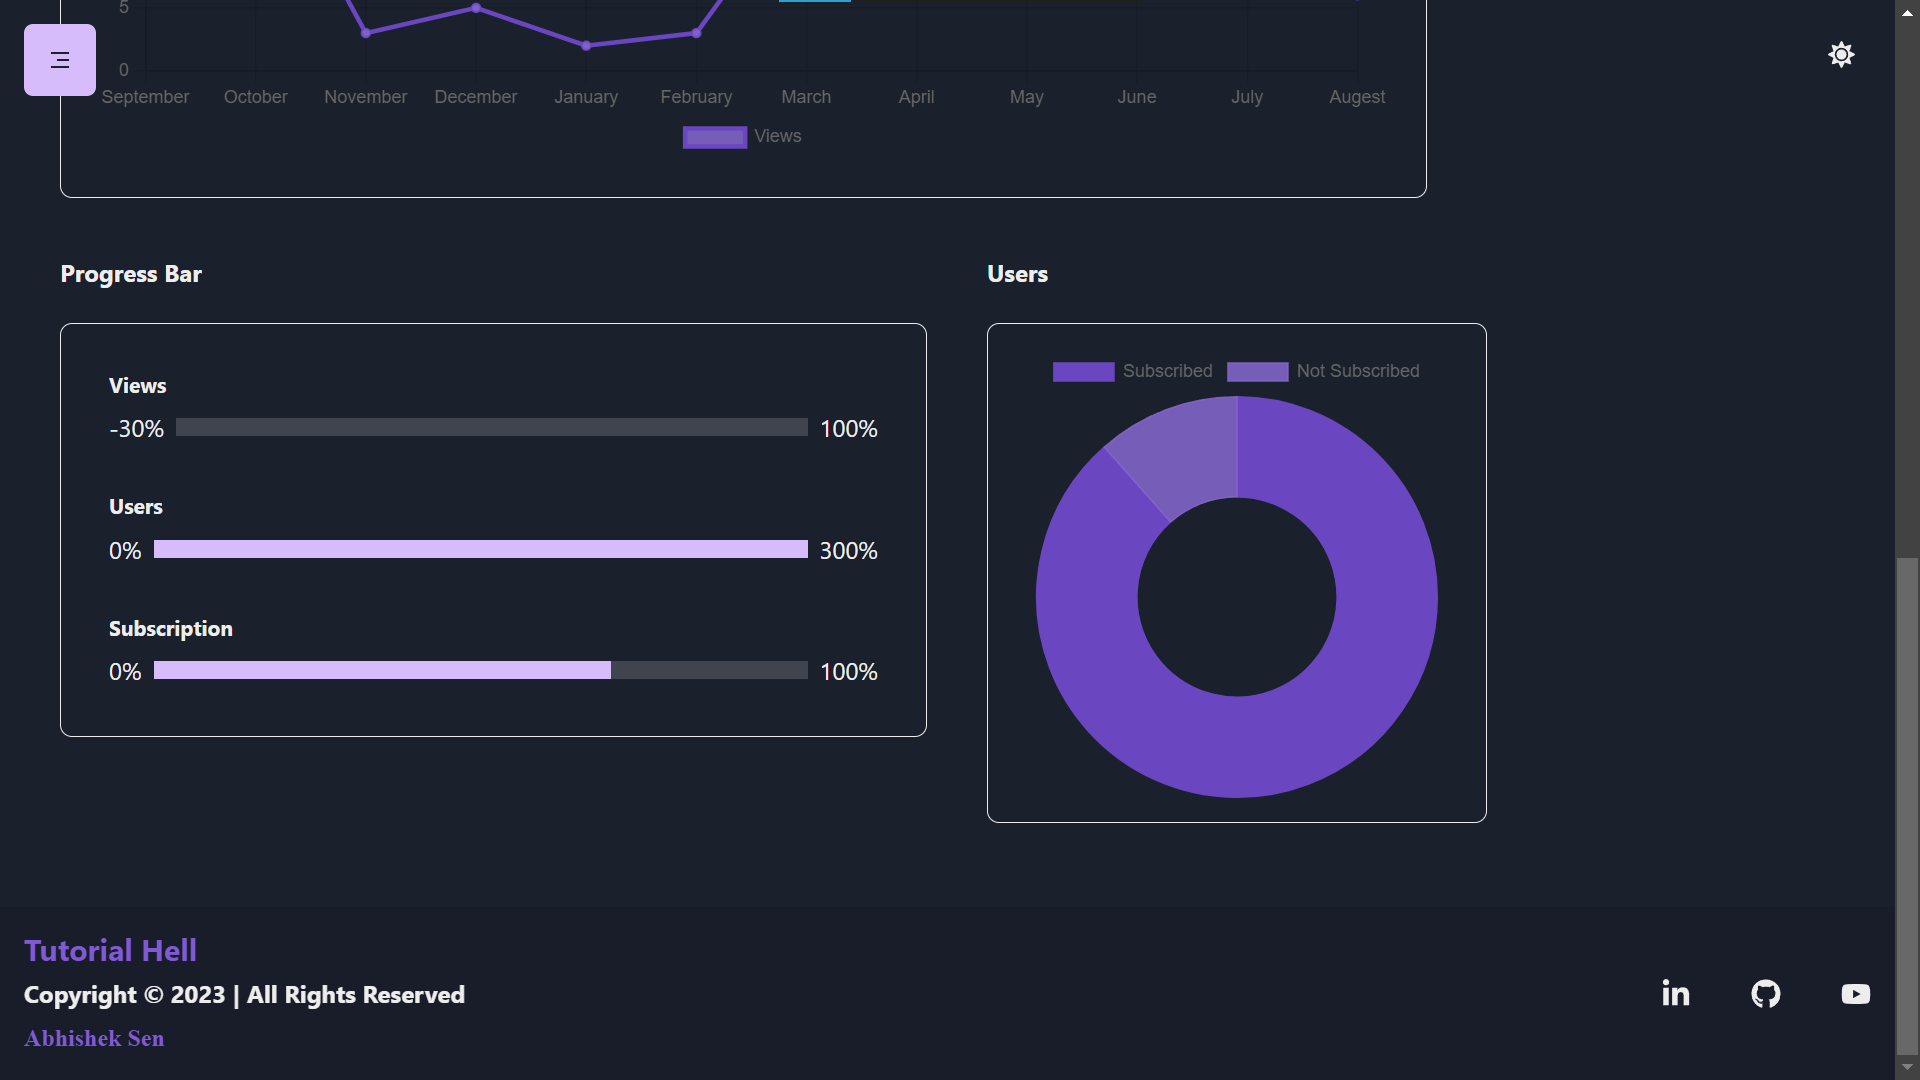 5
0
September October November December January February March April May June July Augest
Views
Progress Bar
Users
Views
-30% 100%
Users
0% 300%
Subscription
0% 100%
Subscribed Not Subscribed
Tutorial Hell
Copyright © 2023 | All Rights Reserved
Abhishek Sen